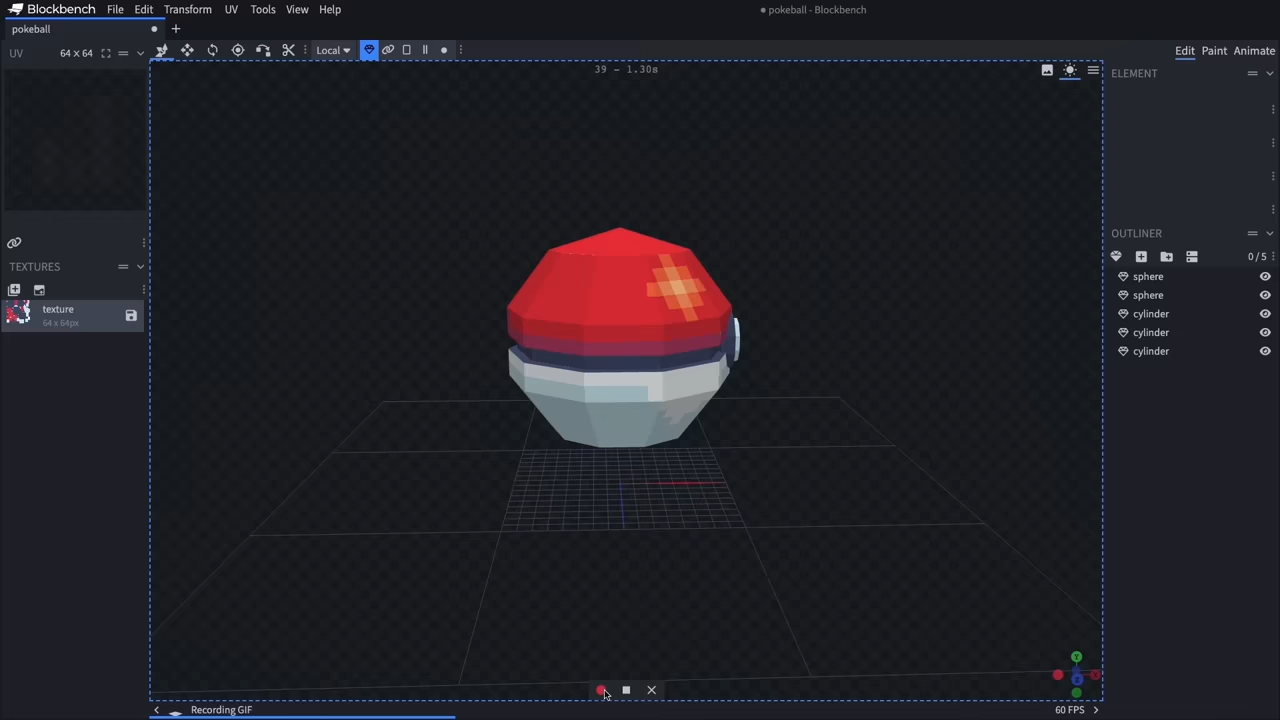 Blockbench File Edit Transform UV Tools View Help
pokeball - Blockbench
pokeball
UV 64 × 64
Local
Edit Paint Animate
39 - 1.30s
ELEMENT
OUTLINER
0 / 5
sphere
sphere
cylinder
cylinder
cylinder
TEXTURES
texture
64 x 64px
Y
X
Z
Recording GIF
60 FPS